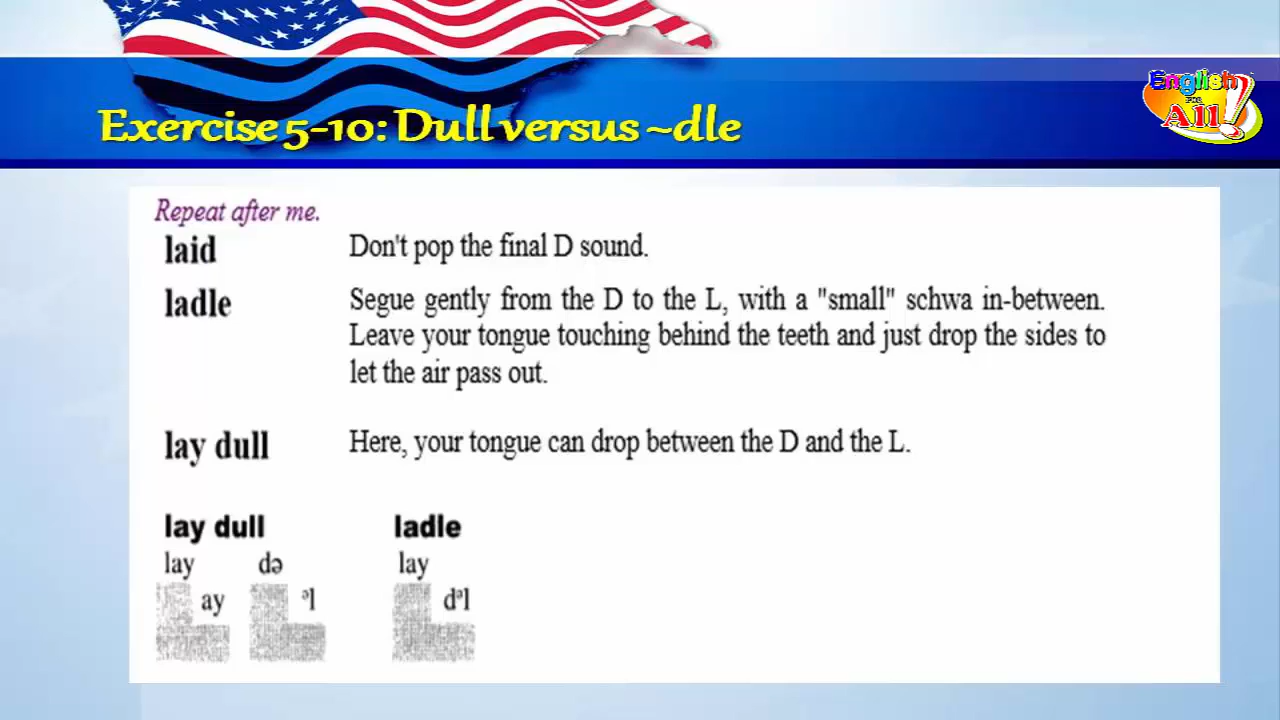 Exercise 5-10: Dull versus ~dle
English
FOR
All!
Repeat after me.
laid Don't pop the final D sound.
ladle Segue gently from the D to the L, with a "small" schwa in-between.
Leave your tongue touching behind the teeth and just drop the sides to
let the air pass out.
lay dull Here, your tongue can drop between the D and the L.
lay dull ladle
lay də lay
ay ᵊl dᵊl